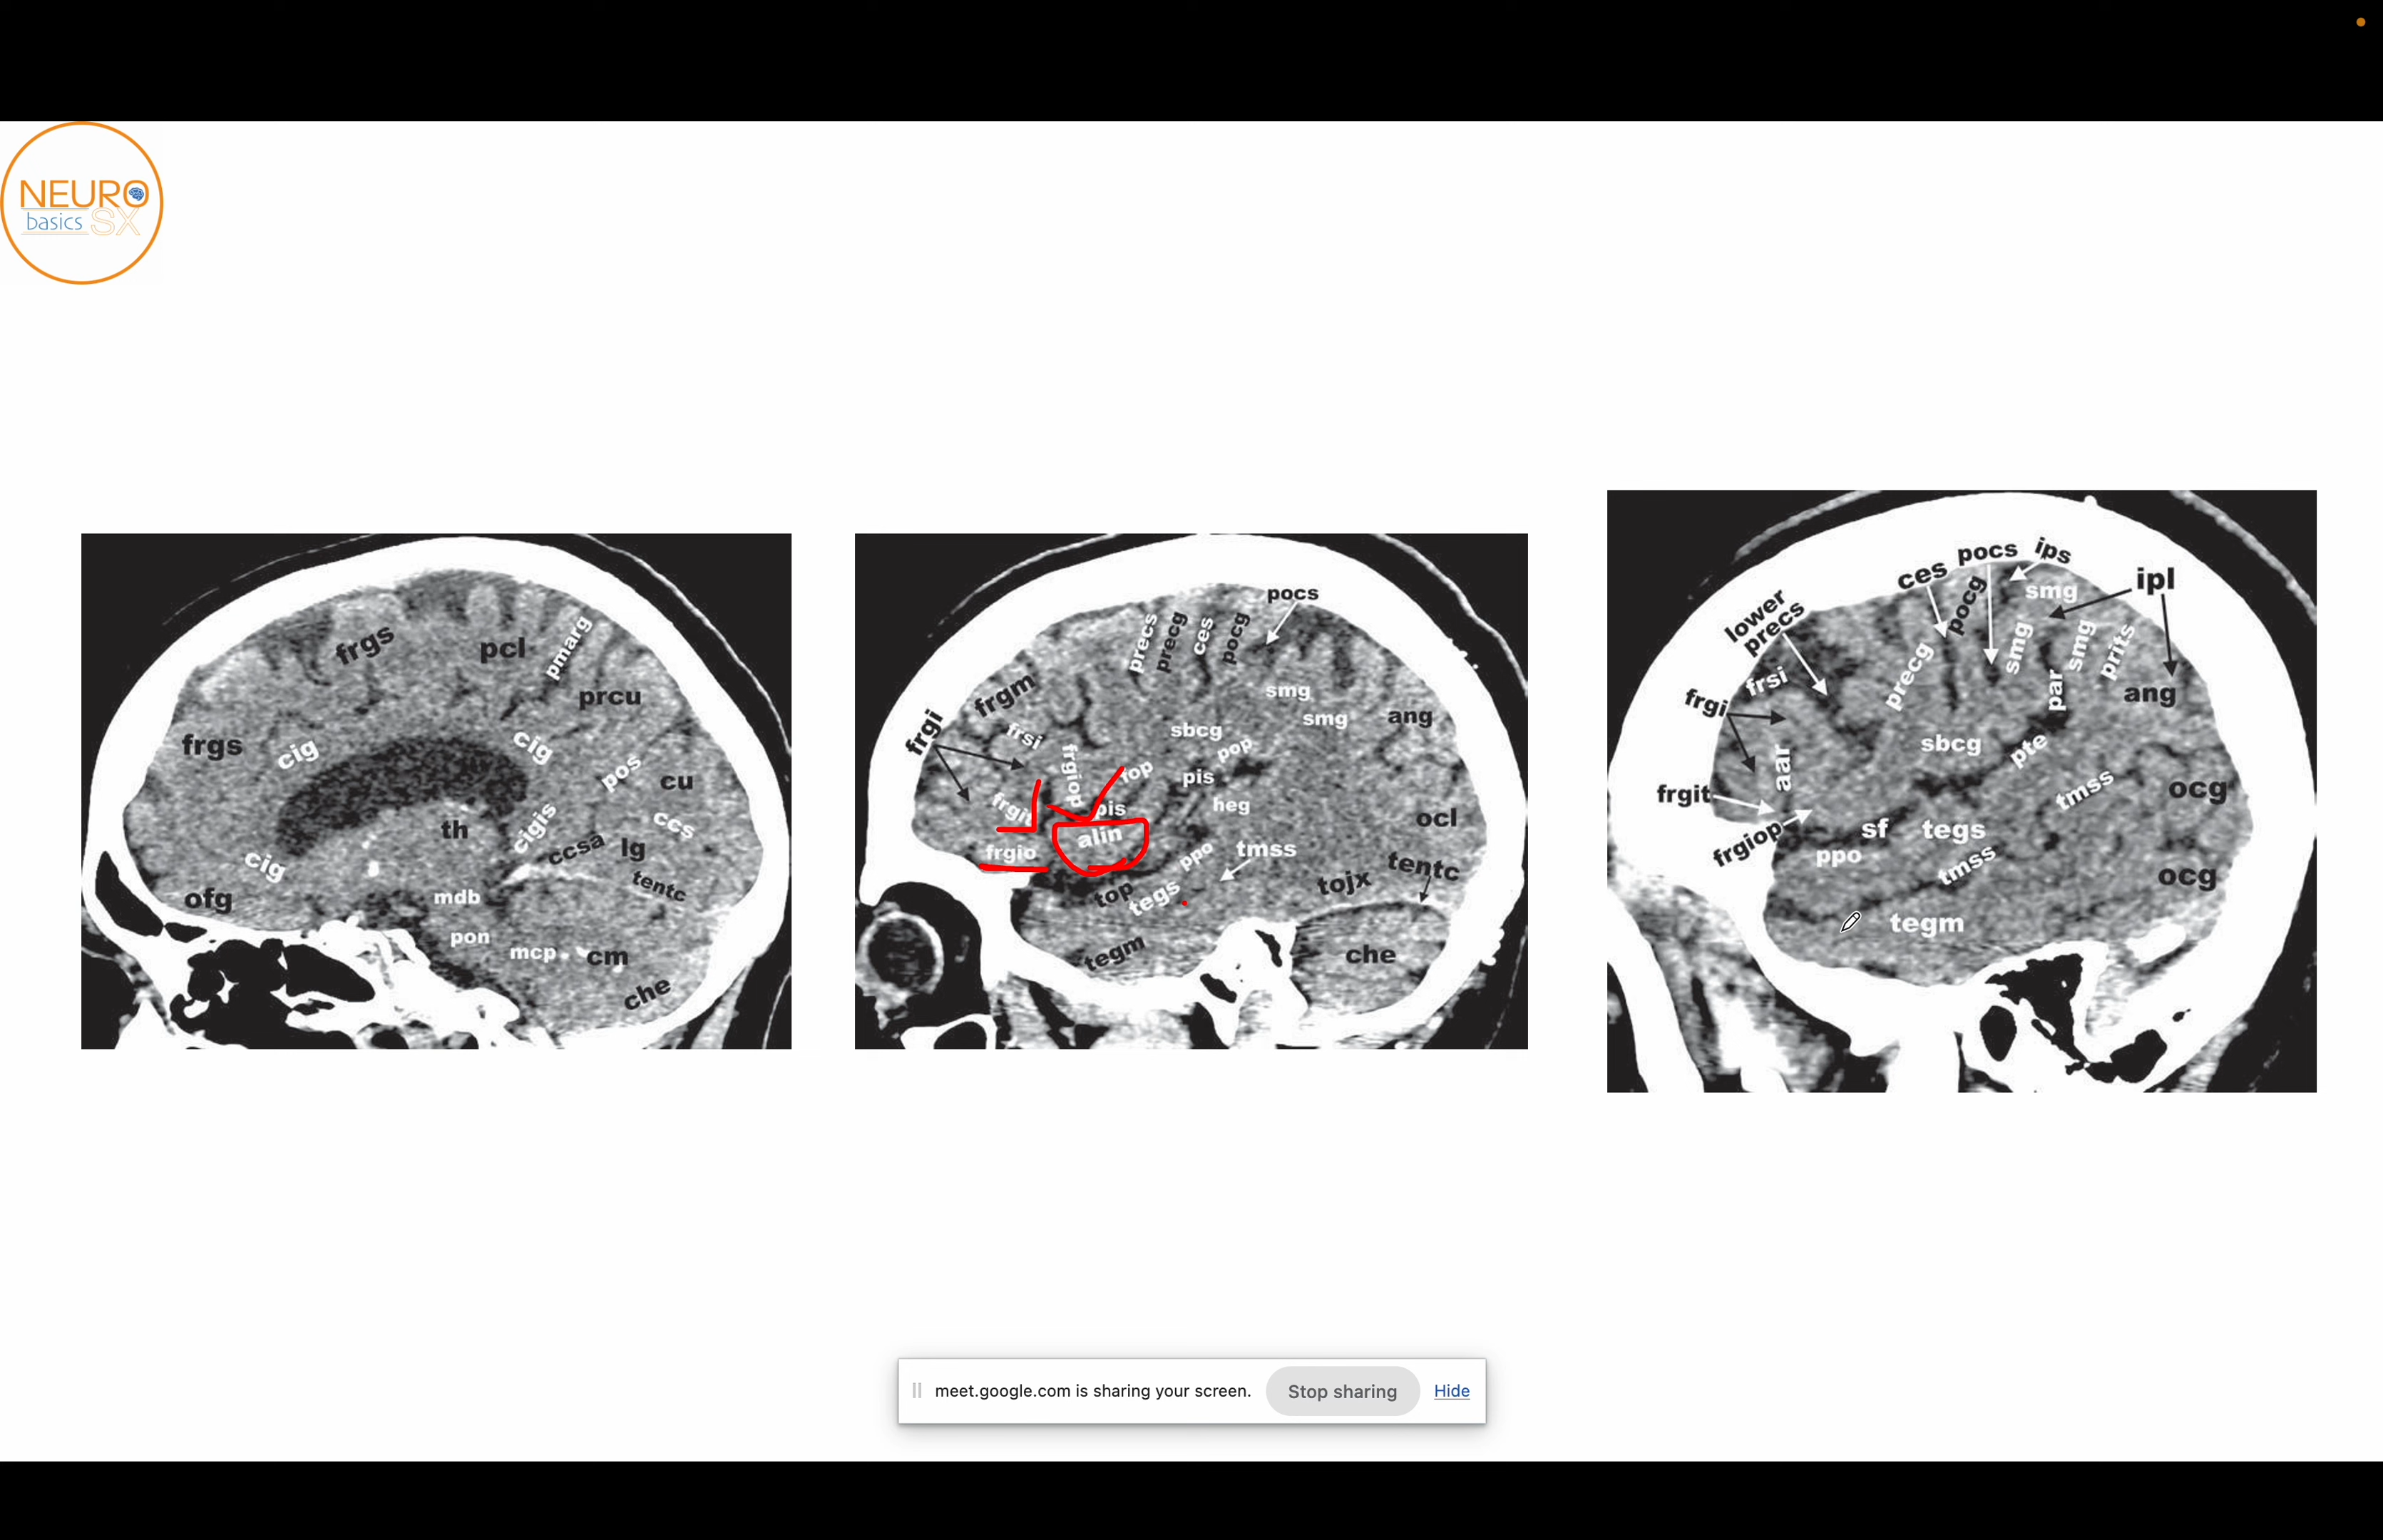 NEURO
basics SX
frgs
pcl
pmarg
prcu
frgs
cig
cig
pos
cu
th
cigis
ccs
ccsa
lg
cig
tentc
ofg
mdb
pon
mcp
cm
che
pocs
precs
precg
ces
pocg
frgm
smg
smg
ang
frgi
frsi
sbcg
pop
frgiop
fop
pis
frgit
pis
heg
ocl
alin
frgio
ppo
tmss
tentc
top
tegs
tojx
tegm
che
ces
pocs
ips
ipl
pocg
smg
lower
precs
smg
smg
prits
precg
frsi
par
ang
frgi
aar
sbcg
pte
tmss
ocg
frgit
frgiop
sf
tegs
ppo
tmss
ocg
tegm
meet.google.com is sharing your screen.
Stop sharing
Hide